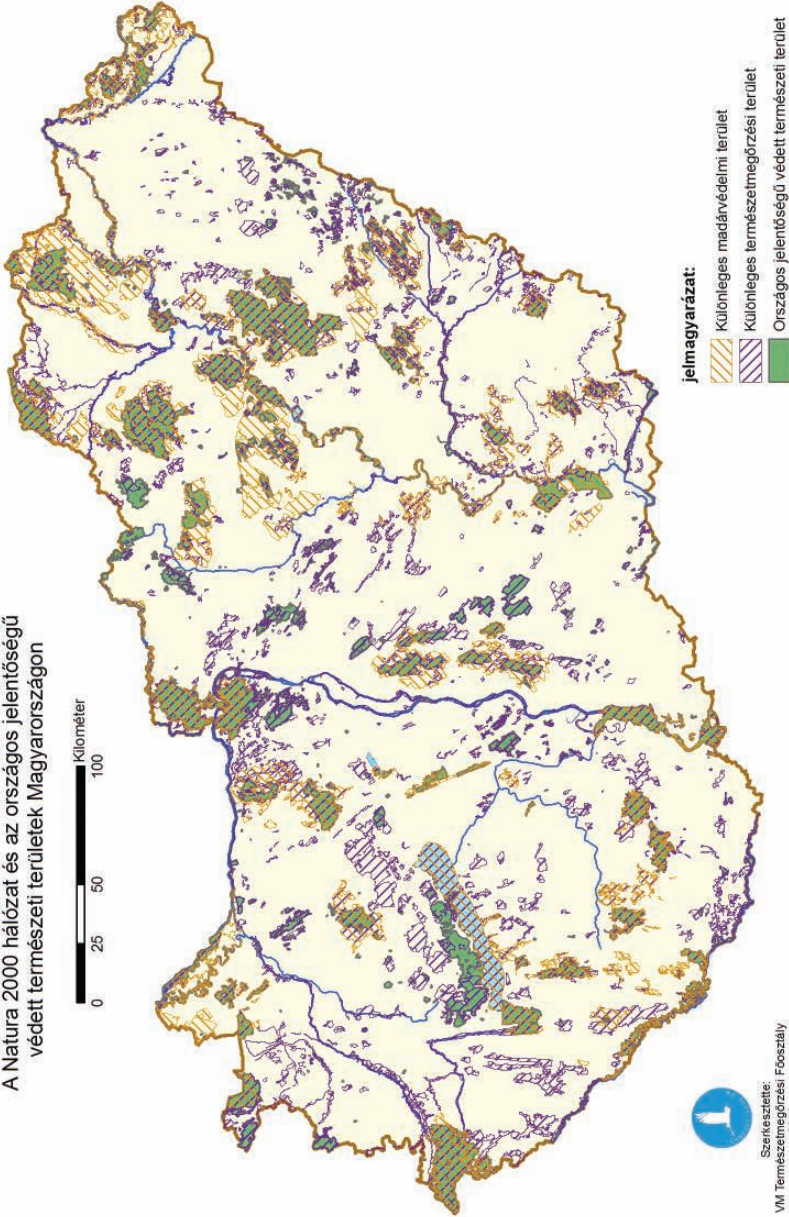 A Natura 2000 hálózat és az országos jelentőségű
védett természeti területek Magyarországon
0 25 50 100
Kilométer
jelmagyarázat:
Különleges madárvédelmi terület
Különleges természetmegőrzési terület
Országos jelentőségű védett természeti terület
Szerkesztette:
VM Természetmegőrzési Főosztály